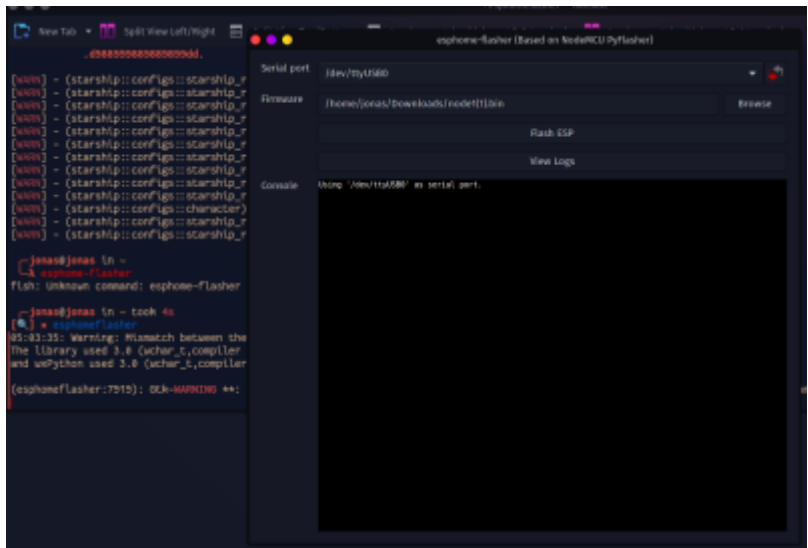 New Tab Split View Left/Right
esphome-flasher (Based on NodeMCU PyFlasher)
[WARN] - (starship::configs::starship_r
[WARN] - (starship::configs::starship_r
[WARN] - (starship::configs::starship_r
[WARN] - (starship::configs::starship_r
[WARN] - (starship::configs::starship_r
[WARN] - (starship::configs::starship_r
[WARN] - (starship::configs::starship_r
[WARN] - (starship::configs::starship_r
[WARN] - (starship::configs::starship_r
[WARN] - (starship::configs::starship_r
[WARN] - (starship::configs::character)
[WARN] - (starship::configs::starship_r
[WARN] - (starship::configs::starship_r
jonas@jonas in ~
λ esphome-flasher
fish: Unknown command: esphome-flasher
jonas@jonas in ~ took 4s
esphomeflasher
05:03:35: Warning: Mismatch between the
The library used 3.0 (wchar_t,compiler
and wxPython used 3.0 (wchar_t,compiler
(esphomeflasher:7919): Gtk-WARNING **:
Serial port /dev/ttyUSB0
Firmware /home/jonas/Downloads/nodef(1)bin Browse
Flash ESP
View Logs
Console Using '/dev/ttyUSB0' as serial port.